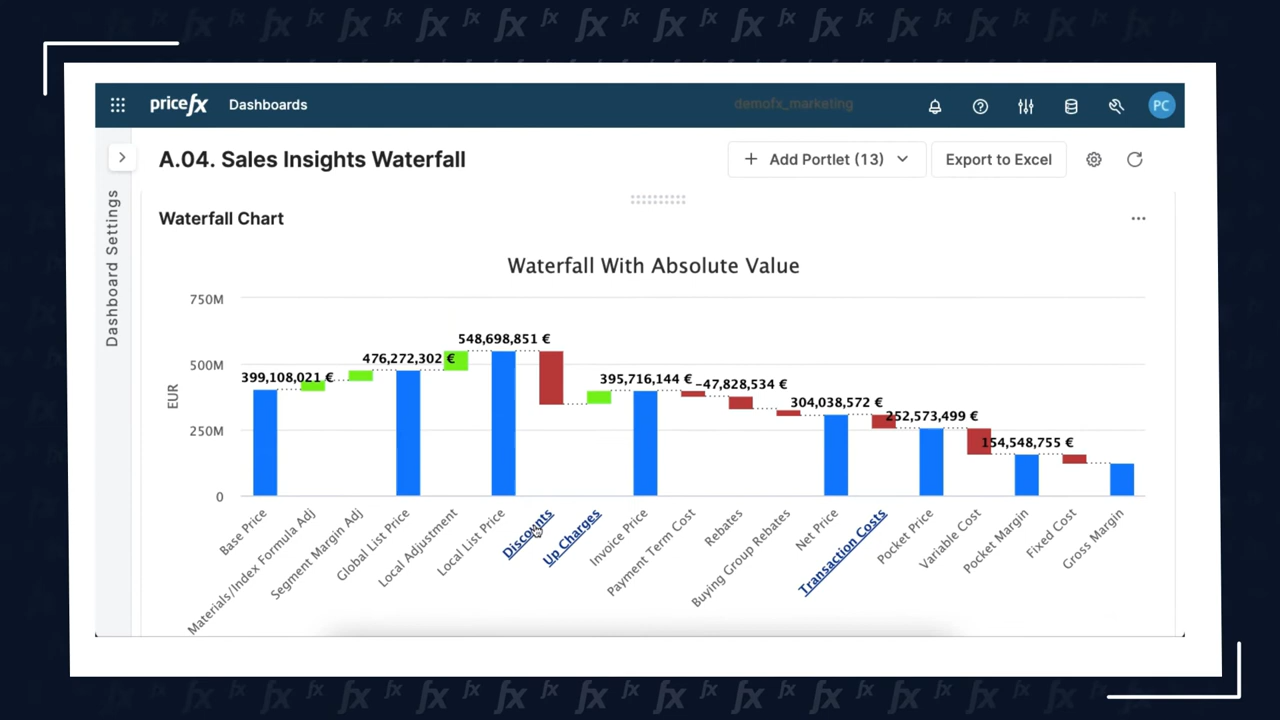 pricefx Dashboards demofx_marketing PC
A.04. Sales Insights Waterfall
Add Portlet (13)
Export to Excel
Dashboard Settings
Waterfall Chart
Waterfall With Absolute Value
EUR
750M
500M
250M
0
399,108,021 €
476,272,302 €
548,698,851 €
395,716,144 €
−47,828,534 €
304,038,572 €
252,573,499 €
154,548,755 €
Base Price
Materials/Index Formula Adj
Segment Margin Adj
Global List Price
Local Adjustment
Local List Price
Discounts
Up Charges
Invoice Price
Payment Term Cost
Rebates
Buying Group Rebates
Net Price
Transaction Costs
Pocket Price
Variable Cost
Pocket Margin
Fixed Cost
Gross Margin